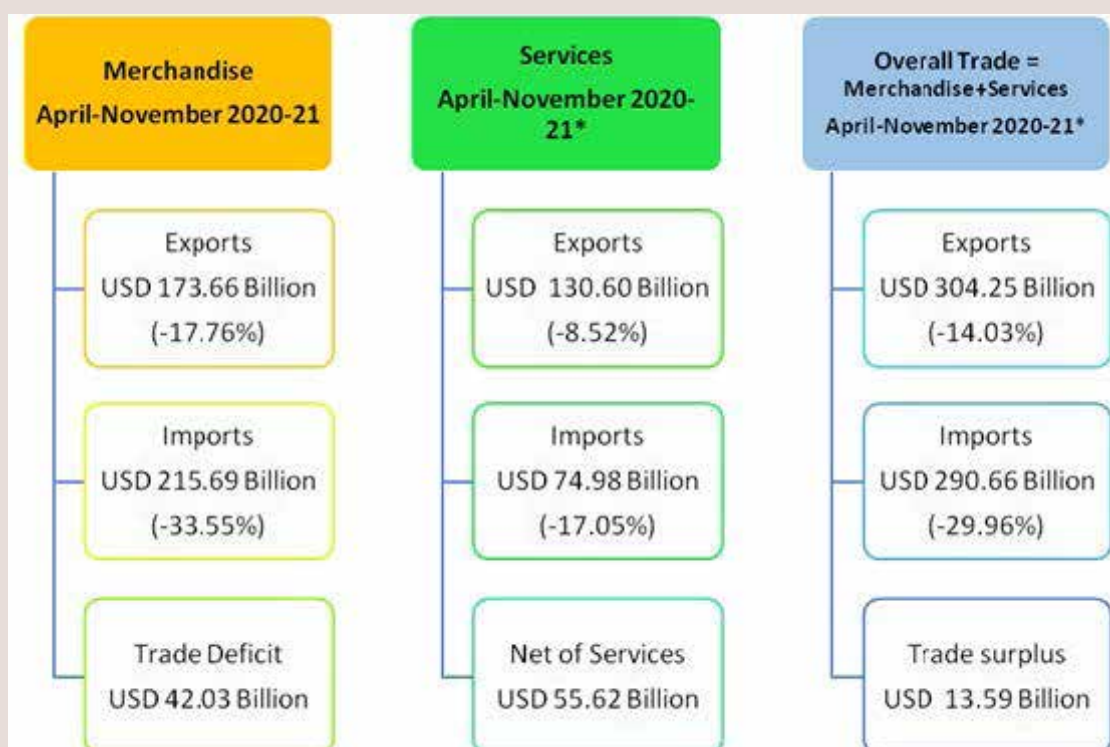 Merchandise
April-November 2020-21
Exports
USD 173.66 Billion
(-17.76%)
Imports
USD 215.69 Billion
(-33.55%)
Trade Deficit
USD 42.03 Billion
Services
April-November 2020-
21*
Exports
USD 130.60 Billion
(-8.52%)
Imports
USD 74.98 Billion
(-17.05%)
Net of Services
USD 55.62 Billion
Overall Trade =
Merchandise+Services
April-November 2020-21*
Exports
USD 304.25 Billion
(-14.03%)
Imports
USD 290.66 Billion
(-29.96%)
Trade surplus
USD 13.59 Billion